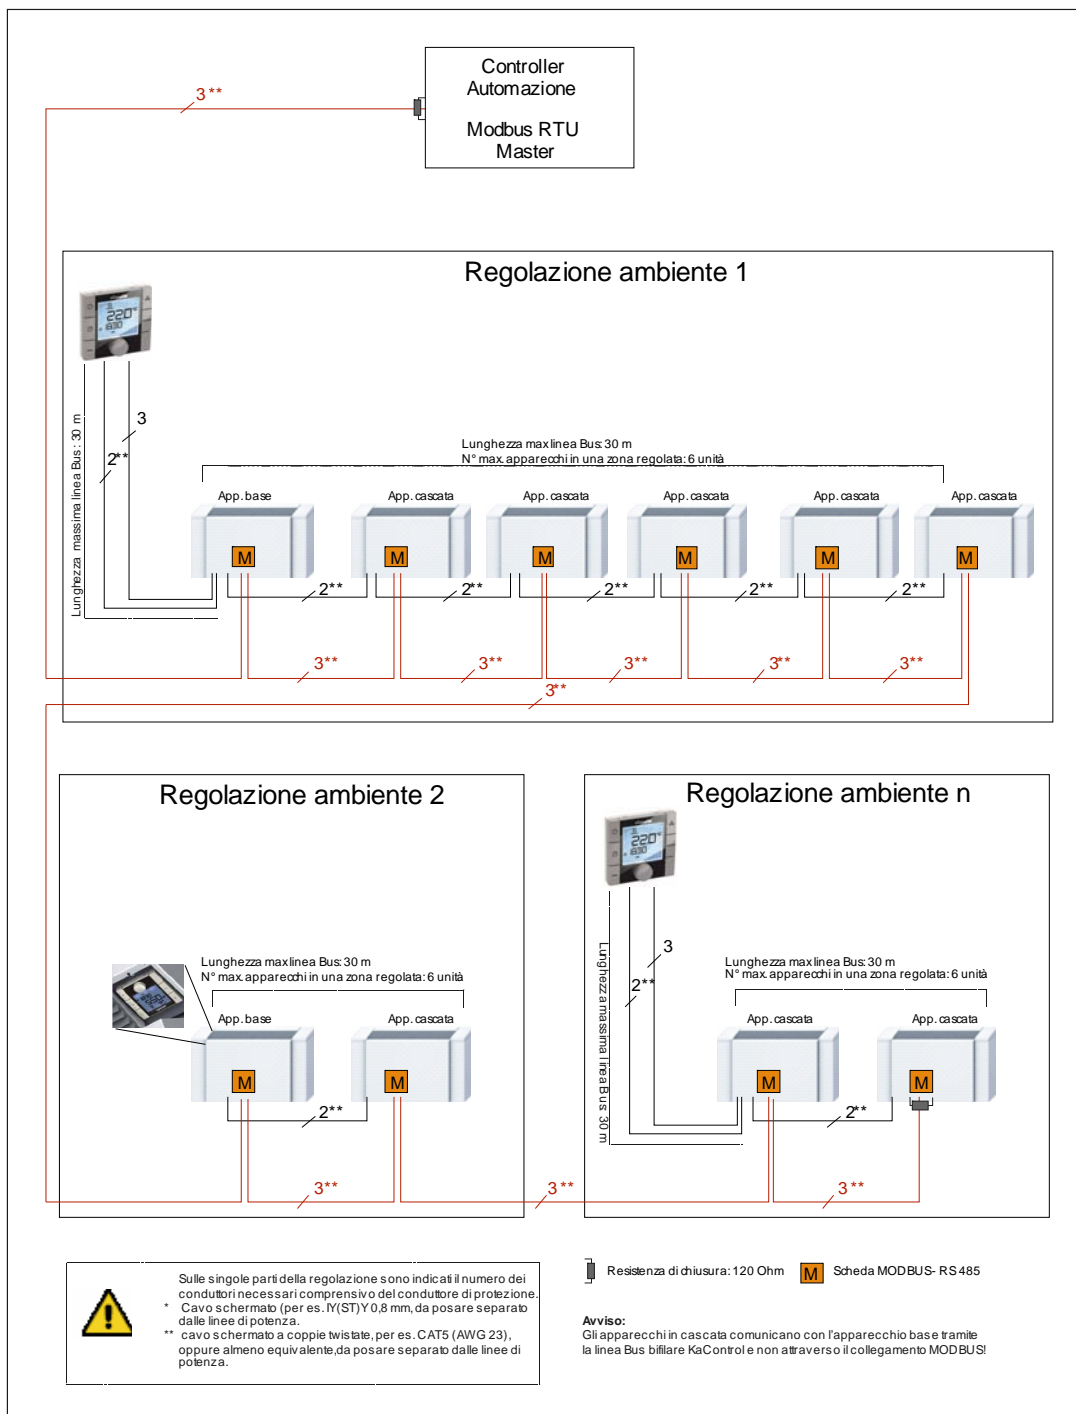 Controller
Automazione
Modbus RTU
Master
3**
Regolazione ambiente 1
22.0
18:30
Lunghezza massima linea Bus: 30 m
2**
3
Lunghezza max linea Bus: 30 m
N° max. apparecchi in una zona regolata: 6 unità
App. base
App. cascata
App. cascata
App. cascata
App. cascata
App. cascata
M
M
M
M
M
M
2**
2**
2**
2**
2**
3**
3**
3**
3**
3**
3**
Regolazione ambiente 2
Lunghezza max linea Bus: 30 m
N° max. apparecchi in una zona regolata: 6 unità
App. base
App. cascata
M
M
2**
3**
3**
Regolazione ambiente n
22.0
18:30
Lunghezza massima linea Bus: 30 m
2**
3
Lunghezza max linea Bus: 30 m
N° max. apparecchi in una zona regolata: 6 unità
App. cascata
App. cascata
M
M
2**
3**
Sulle singole parti della regolazione sono indicati il numero dei
conduttori necessari comprensivo del conduttore di protezione.
* Cavo schermato (per es. IY(ST)Y 0,8 mm, da posare separato
dalle linee di potenza.
** cavo schermato a coppie twistate, per es. CAT5 (AWG 23),
oppure almeno equivalente, da posare separato dalle linee di
potenza.
Resistenza di chiusura: 120 Ohm
M Scheda MODBUS- RS485
Avviso:
Gli apparecchi in cascata comunicano con l'apparecchio base tramite
la linea Bus bifilare KaControl e non attraverso il collegamento MODBUS!